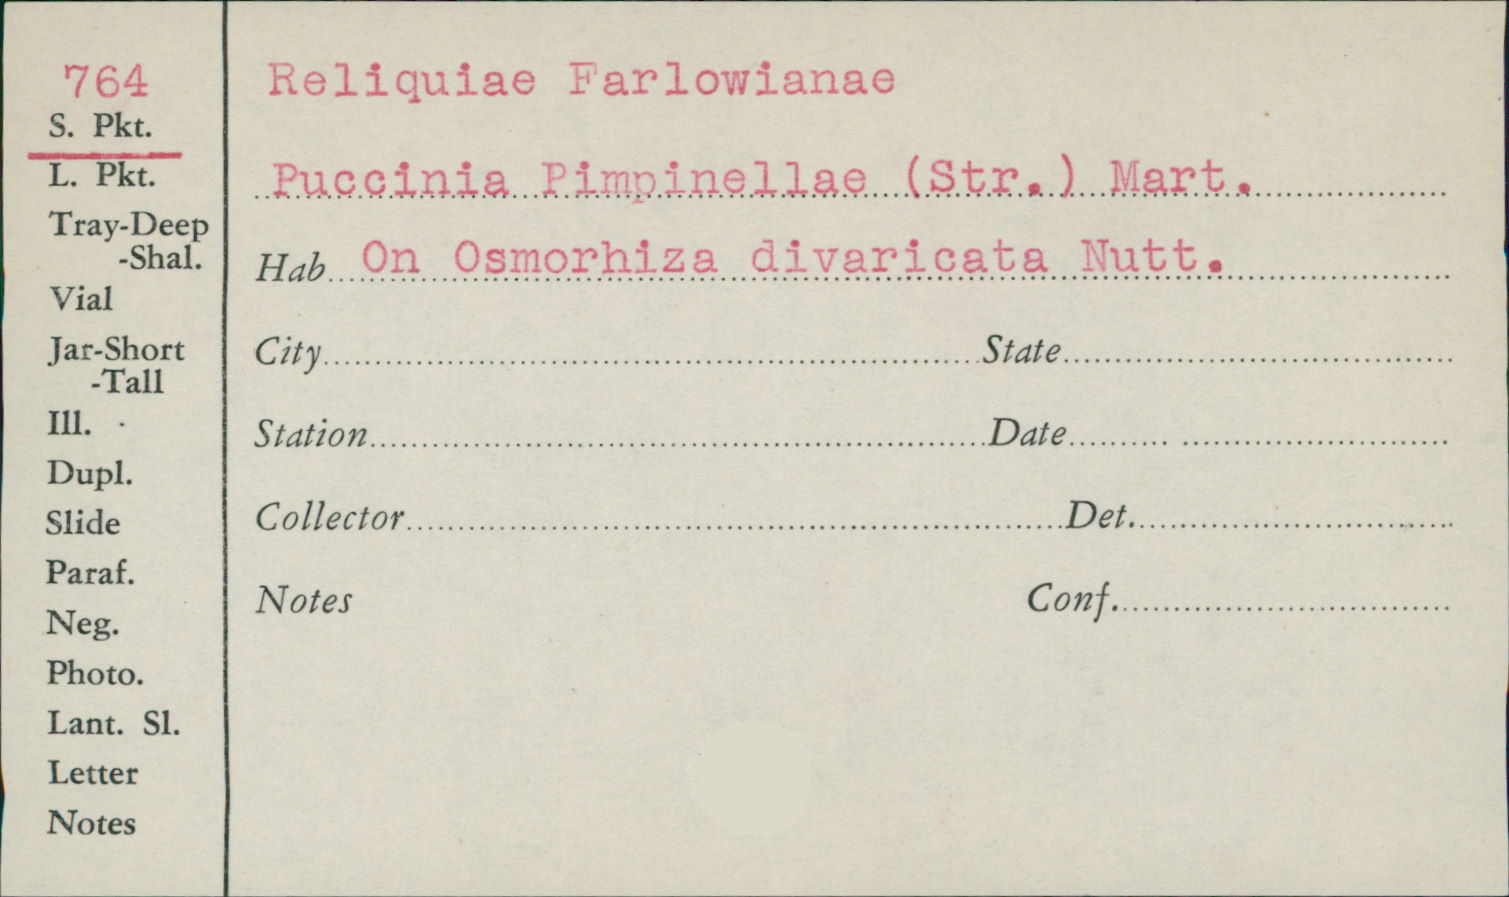 764
S. Pkt.
L. Pkt.
Tray-Deep
-Shal.
Vial
Jar-Short
-Tall
Ill.
Dupl.
Slide
Paraf.
Neg.
Photo.
Lant. Sl.
Letter
Notes
Reliquiae Farlowianae
Puccinia Pimpinellae (Str.) Mart.
Hab On Osmorhiza divaricata Nutt.
City State
Station Date
Collector Det.
Notes Conf.